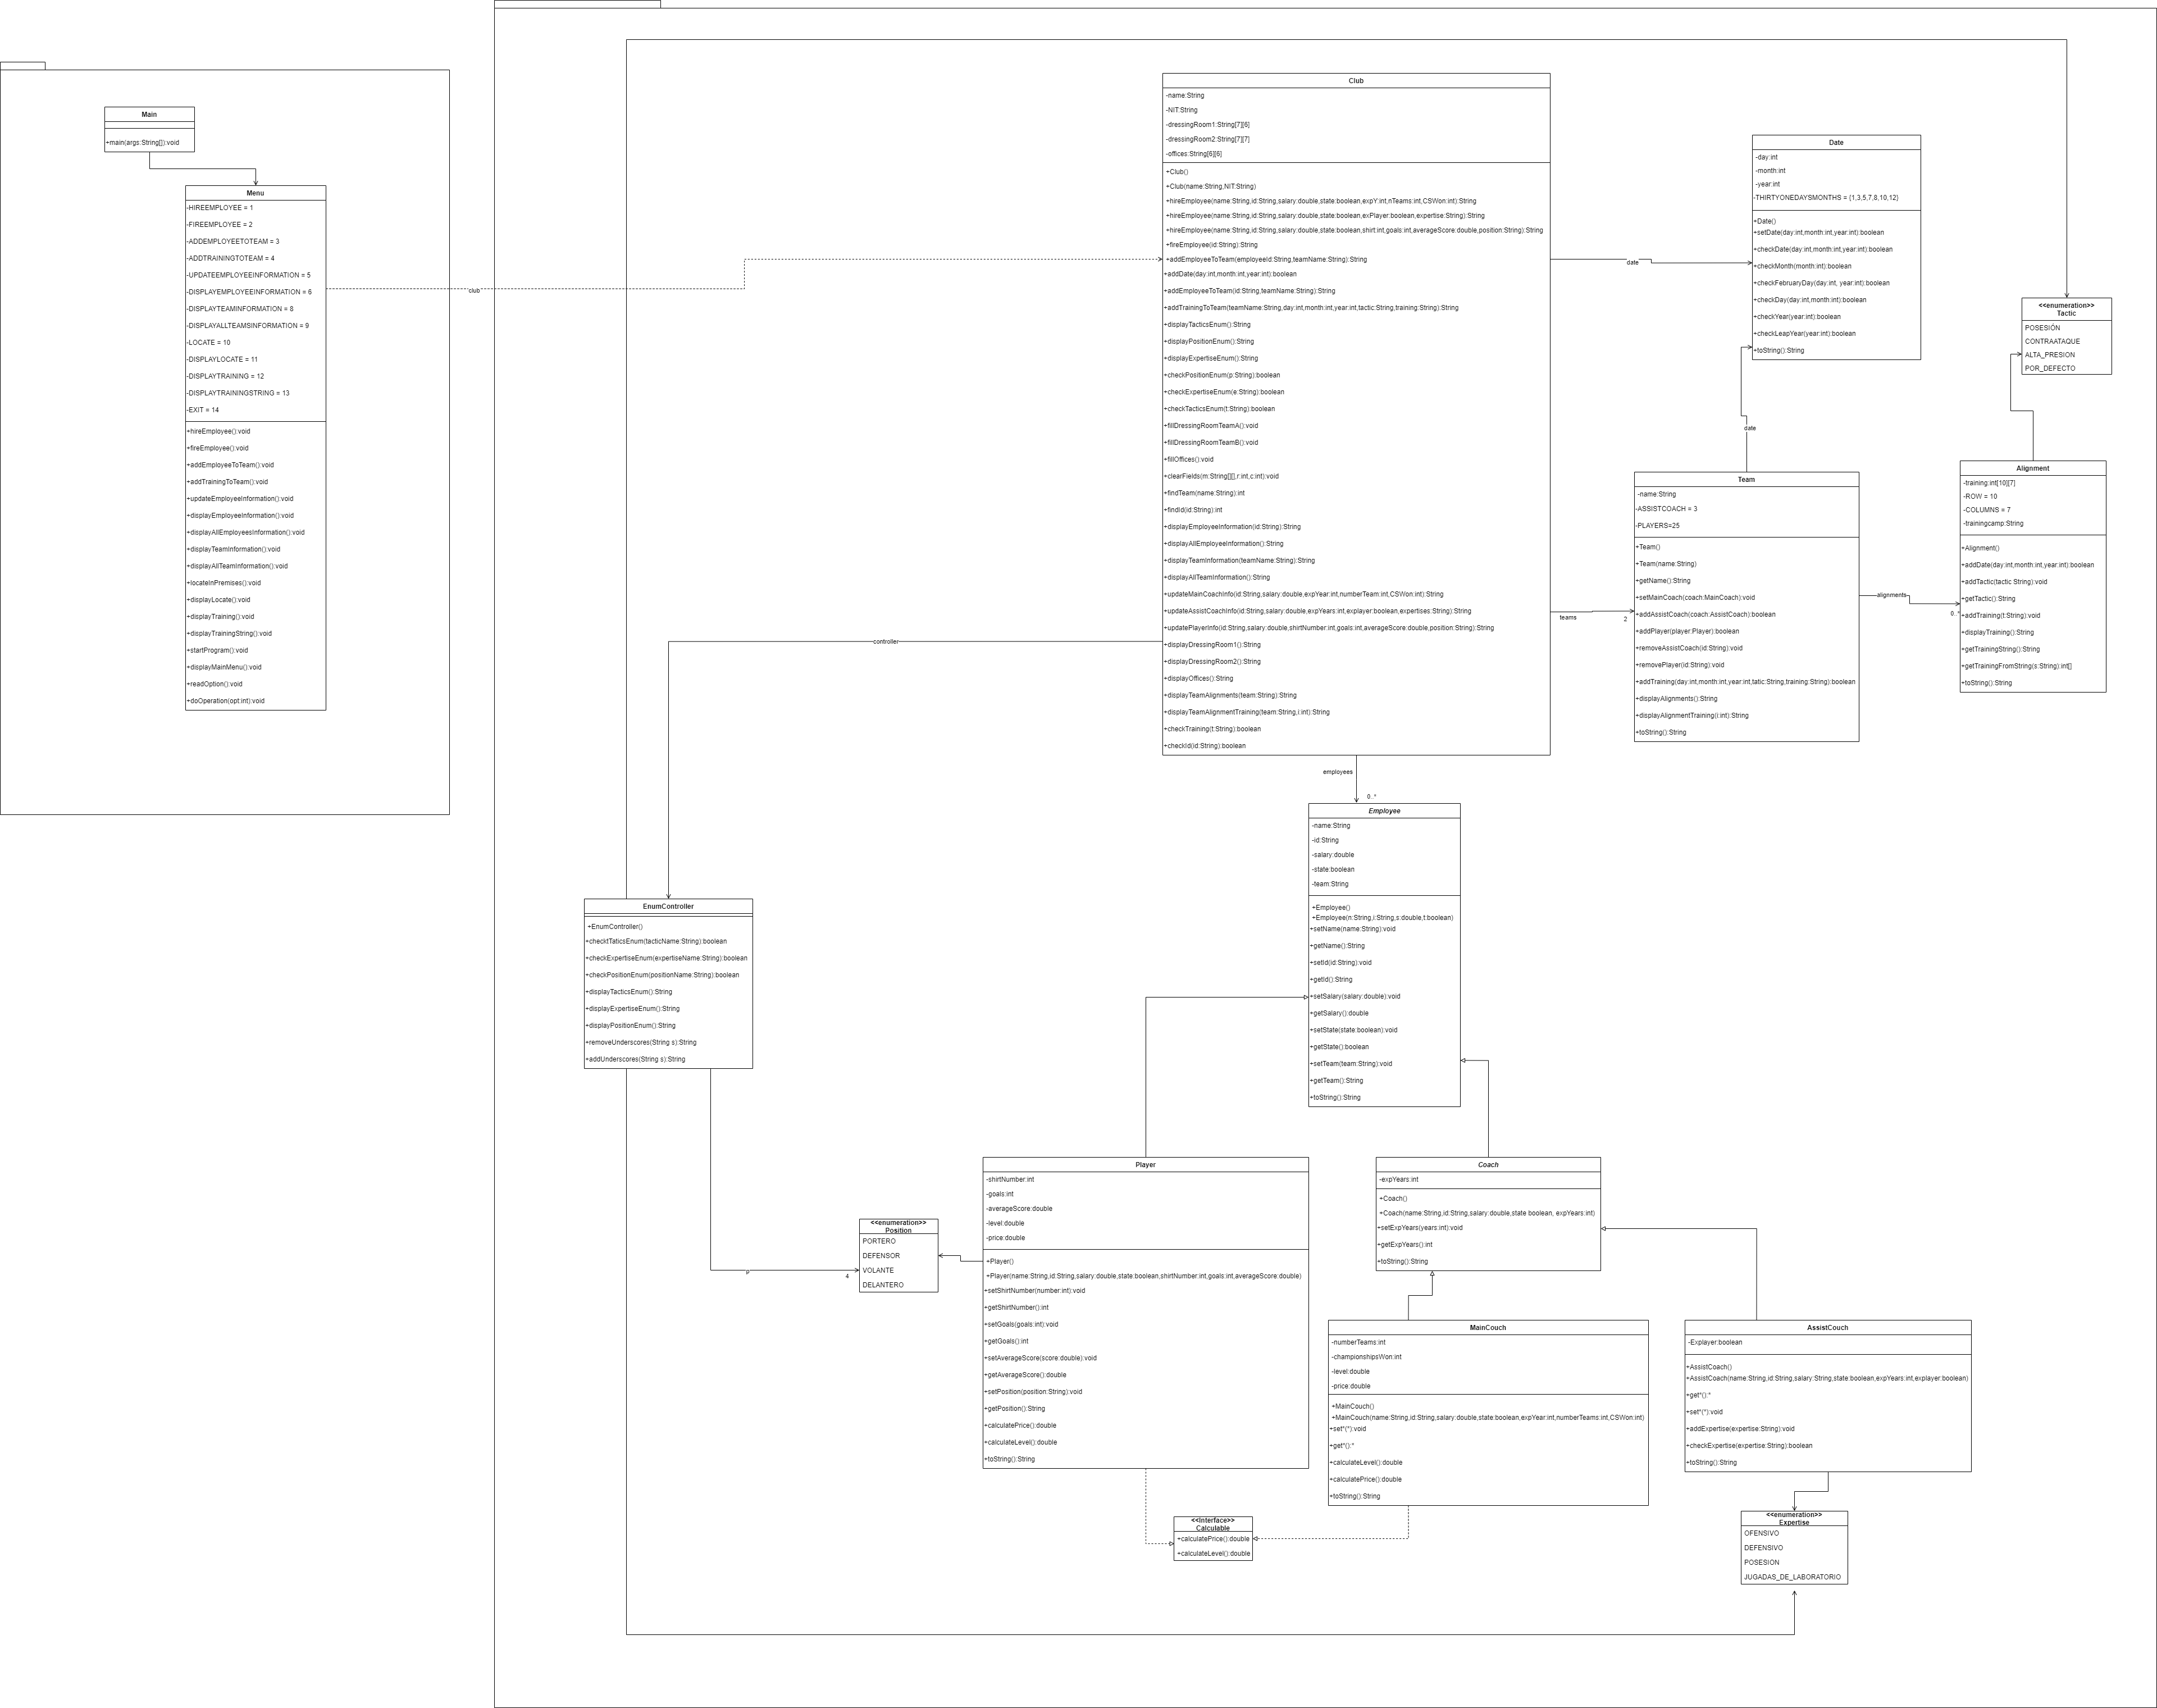 Main
+main(args:String[]):void
Menu
-HIREEMPLOYEE = 1
-FIREEMPLOYEE = 2
-ADDEMPLOYEETOTEAM = 3
-ADDTRAININGTOTEAM = 4
-UPDATEEMPLOYEEINFORMATION = 5
-DISPLAYEMPLOYEEINFORMATION = 6
-DISPLAYTEAMINFORMATION = 8
-DISPLAYALLTEAMSINFORMATION = 9
-LOCATE = 10
-DISPLAYLOCATE = 11
-DISPLAYTRAINING = 12
-DISPLAYTRAININGSTRING = 13
-EXIT = 14
+hireEmployee():void
+fireEmployee():void
+addEmployeeToTeam():void
+addTrainingToTeam():void
+updateEmployeeInformation():void
+displayEmployeeInformation():void
+displayAllEmployeesInformation():void
+displayTeamInformation():void
+displayAllTeamInformation():void
+locateInPremises():void
+displayLocate():void
+displayTraining():void
+displayTrainingString():void
+startProgram():void
+displayMainMenu():void
+readOption():void
+doOperation(opt:int):void
club
Club
-name:String
-NIT:String
-dressingRoom1:String[7][6]
-dressingRoom2:String[7][7]
-offices:String[6][6]
+Club()
+Club(name:String,NIT:String)
+hireEmployee(name:String,id:String,salary:double,state:boolean,expY:int,nTeams:int,CSWon:int):String
+hireEmployee(name:String,id:String,salary:double,state:boolean,exPlayer:boolean,expertise:String):String
+hireEmployee(name:String,id:String,salary:double,state:boolean,shirt:int,goals:int,averageScore:double,position:String):String
+fireEmployee(id:String):String
+addEmployeeToTeam(employeeId:String,teamName:String):String
+addDate(day:int,month:int,year:int):boolean
+addEmployeeToTeam(id:String,teamName:String):String
+addTrainingToTeam(teamName:String,day:int,month:int,year:int,tactic:String,training:String):String
+displayTacticsEnum():String
+displayPositionEnum():String
+displayExpertiseEnum():String
+checkPositionEnum(p:String):boolean
+checkExpertiseEnum(e:String):boolean
+checkTacticsEnum(t:String):boolean
+fillDressingRoomTeamA():void
+fillDressingRoomTeamB():void
+fillOffices():void
+clearFields(m:String[][],r:int,c:int):void
+findTeam(name:String):int
+findId(id:String):int
+displayEmployeeInformation(id:String):String
+displayAllEmployeeInformation():String
+displayTeamInformation(teamName:String):String
+displayAllTeamInformation():String
+updateMainCoachInfo(id:String,salary:double,expYear:int,numberTeam:int,CSWon:int):String
+updateAssistCoachInfo(id:String,salary:double,expYears:int,explayer:boolean,expertises:String):String
+updatePlayerInfo(id:String,salary:double,shirtNumber:int,goals:int,averageScore:double,position:String):String
+displayDressingRoom1():String
+displayDressingRoom2():String
+displayOffices():String
+displayTeamAlignments(team:String):String
+displayTeamAlignmentTraining(team:String,i:int):String
+checkTraining(t:String):boolean
+checkId(id:String):boolean
date
Date
-day:int
-month:int
-year:int
-THIRTYONEDAYSMONTHS = {1,3,5,7,8,10,12}
+Date()
+setDate(day:int,month:int,year:int):boolean
+checkDate(day:int,month:int,year:int):boolean
+checkMonth(month:int):boolean
+checkFebruaryDay(day:int, year:int):boolean
+checkDay(day:int,month:int):boolean
+checkYear(year:int):boolean
+checkLeapYear(year:int):boolean
+toString():String
<<enumeration>>
Tactic
POSESIÓN
CONTRAATAQUE
ALTA_PRESION
POR_DEFECTO
date
Team
-name:String
-ASSISTCOACH = 3
-PLAYERS=25
+Team()
+Team(name:String)
+getName():String
+setMainCoach(coach:MainCoach):void
+addAssistCoach(coach:AssistCoach):boolean
+addPlayer(player:Player):boolean
+removeAssistCoach(id:String):void
+removePlayer(id:String):void
+addTraining(day:int,month:int,year:int,tatic:String,training:String):boolean
+displayAlignments():String
+displayAlignmentTraining(i:int):String
+toString():String
teams
2
alignments
0..*
Alignment
-training:int[10][7]
-ROW = 10
-COLUMNS = 7
-trainingcamp:String
+Alignment()
+addDate(day:int,month:int,year:int):boolean
+addTactic(tactic String):void
+getTactic():String
+addTraining(t:String):void
+displayTraining():String
+getTrainingString():String
+getTrainingFromString(s:String):int[]
+toString():String
controller
employees
0..*
Employee
-name:String
-id:String
-salary:double
-state:boolean
-team:String
+Employee()
+Employee(n:String,i:String,s:double,t:boolean)
+setName(name:String):void
+getName():String
+setId(id:String):void
+getId():String
+setSalary(salary:double):void
+getSalary():double
+setState(state:boolean):void
+getState():boolean
+setTeam(team:String):void
+getTeam():String
+toString():String
EnumController
+EnumController()
+checktTaticsEnum(tacticName:String):boolean
+checkExpertiseEnum(expertiseName:String):boolean
+checkPositionEnum(positionName:String):boolean
+displayTacticsEnum():String
+displayExpertiseEnum():String
+displayPositionEnum():String
+removeUnderscores(String s):String
+addUnderscores(String s):String
p
4
<<enumeration>>
Position
PORTERO
DEFENSOR
VOLANTE
DELANTERO
Player
-shirtNumber:int
-goals:int
-averageScore:double
-level:double
-price:double
+Player()
+Player(name:String,id:String,salary:double,state:boolean,shirtNumber:int,goals:int,averageScore:double)
+setShirtNumber(number:int):void
+getShirtNumber():int
+setGoals(goals:int):void
+getGoals():int
+setAverageScore(score:double):void
+getAverageScore():double
+setPosition(position:String):void
+getPosition():String
+calculatePrice():double
+calculateLevel():double
+toString():String
Coach
-expYears:int
+Coach()
+Coach(name:String,id:String,salary:double,state boolean, expYears:int)
+setExpYears(years:int):void
+getExpYears():int
+toString():String
MainCouch
-numberTeams:int
-championshipsWon:int
-level:double
-price:double
+MainCouch()
+MainCouch(name:String,id:String,salary:double,state:boolean,expYear:int,numberTeams:int,CSWon:int)
+set*(*):void
+get*():*
+calculateLevel():double
+calculatePrice():double
+toString():String
AssistCouch
-Explayer:boolean
+AssistCoach()
+AssistCoach(name:String,id:String,salary:String,state:boolean,expYears:int,explayer:boolean)
+get*():*
+set*(*):void
+addExpertise(expertise:String):void
+checkExpertise(expertise:String):boolean
+toString():String
<<Interface>>
Calculable
+calculatePrice():double
+calculateLevel():double
<<enumeration>>
Expertise
OFENSIVO
DEFENSIVO
POSESION
JUGADAS_DE_LABORATORIO